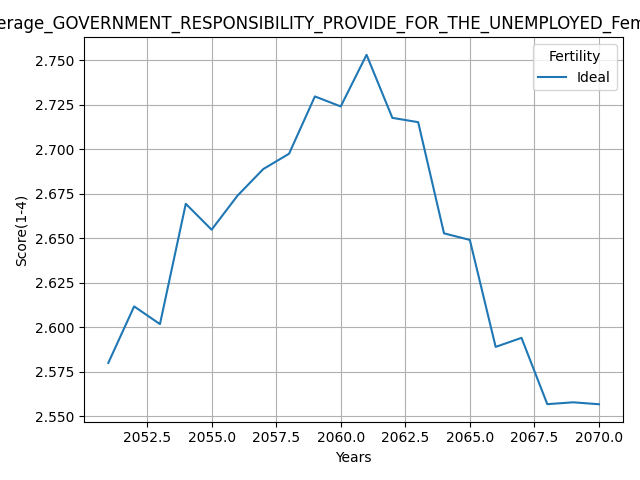 erage_GOVERNMENT_RESPONSIBILITY_PROVIDE_FOR_THE_UNEMPLOYED_Fem
Fertility
Ideal
2.750
2.725
2.700
2.675
2.650
2.625
2.600
2.575
2.550
Score(1-4)
2052.5 2055.0 2057.5 2060.0 2062.5 2065.0 2067.5 2070.0
Years